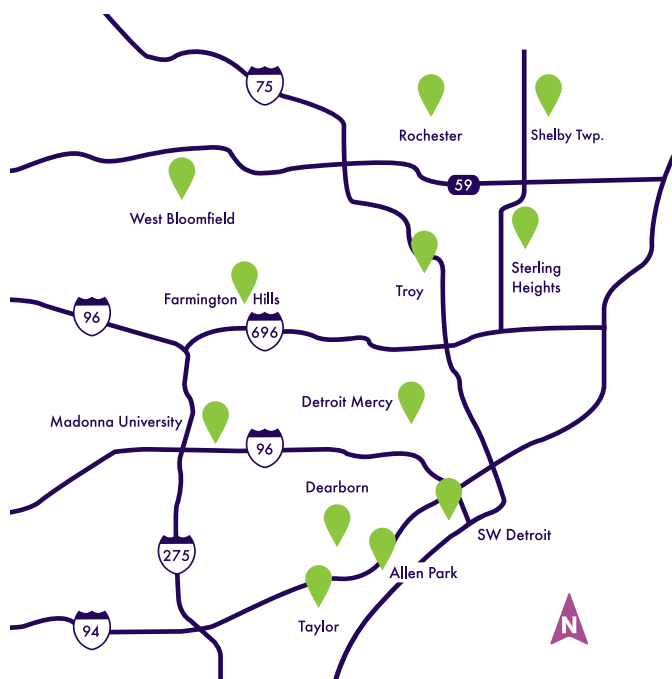 75
Rochester
Shelby Twp.
59
West Bloomfield
Sterling
Heights
Troy
Farmington Hills
96
696
Detroit Mercy
Madonna University
96
Dearborn
SW Detroit
275
Allen Park
Taylor
94
N